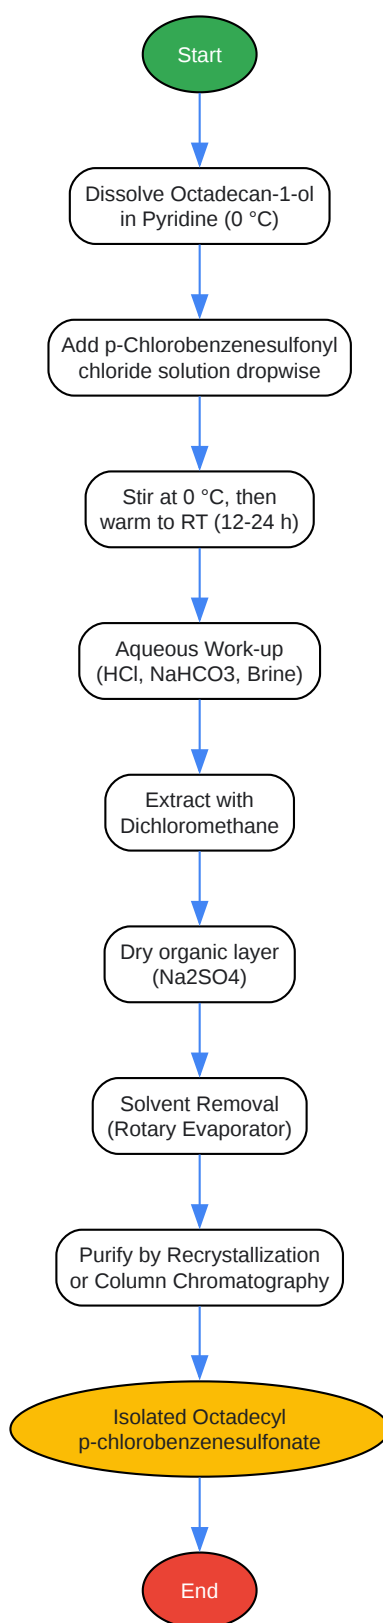 Start
Dissolve Octadecan-1-ol
in Pyridine (0 °C)
Add p-Chlorobenzenesulfonyl
chloride solution dropwise
Stir at 0 °C, then
warm to RT (12-24 h)
Aqueous Work-up
(HCl, NaHCO3, Brine)
Extract with
Dichloromethane
Dry organic layer
(Na2SO4)
Solvent Removal
(Rotary Evaporator)
Purify by Recrystallization
or Column Chromatography
Isolated Octadecyl
p-chlorobenzenesulfonate
End